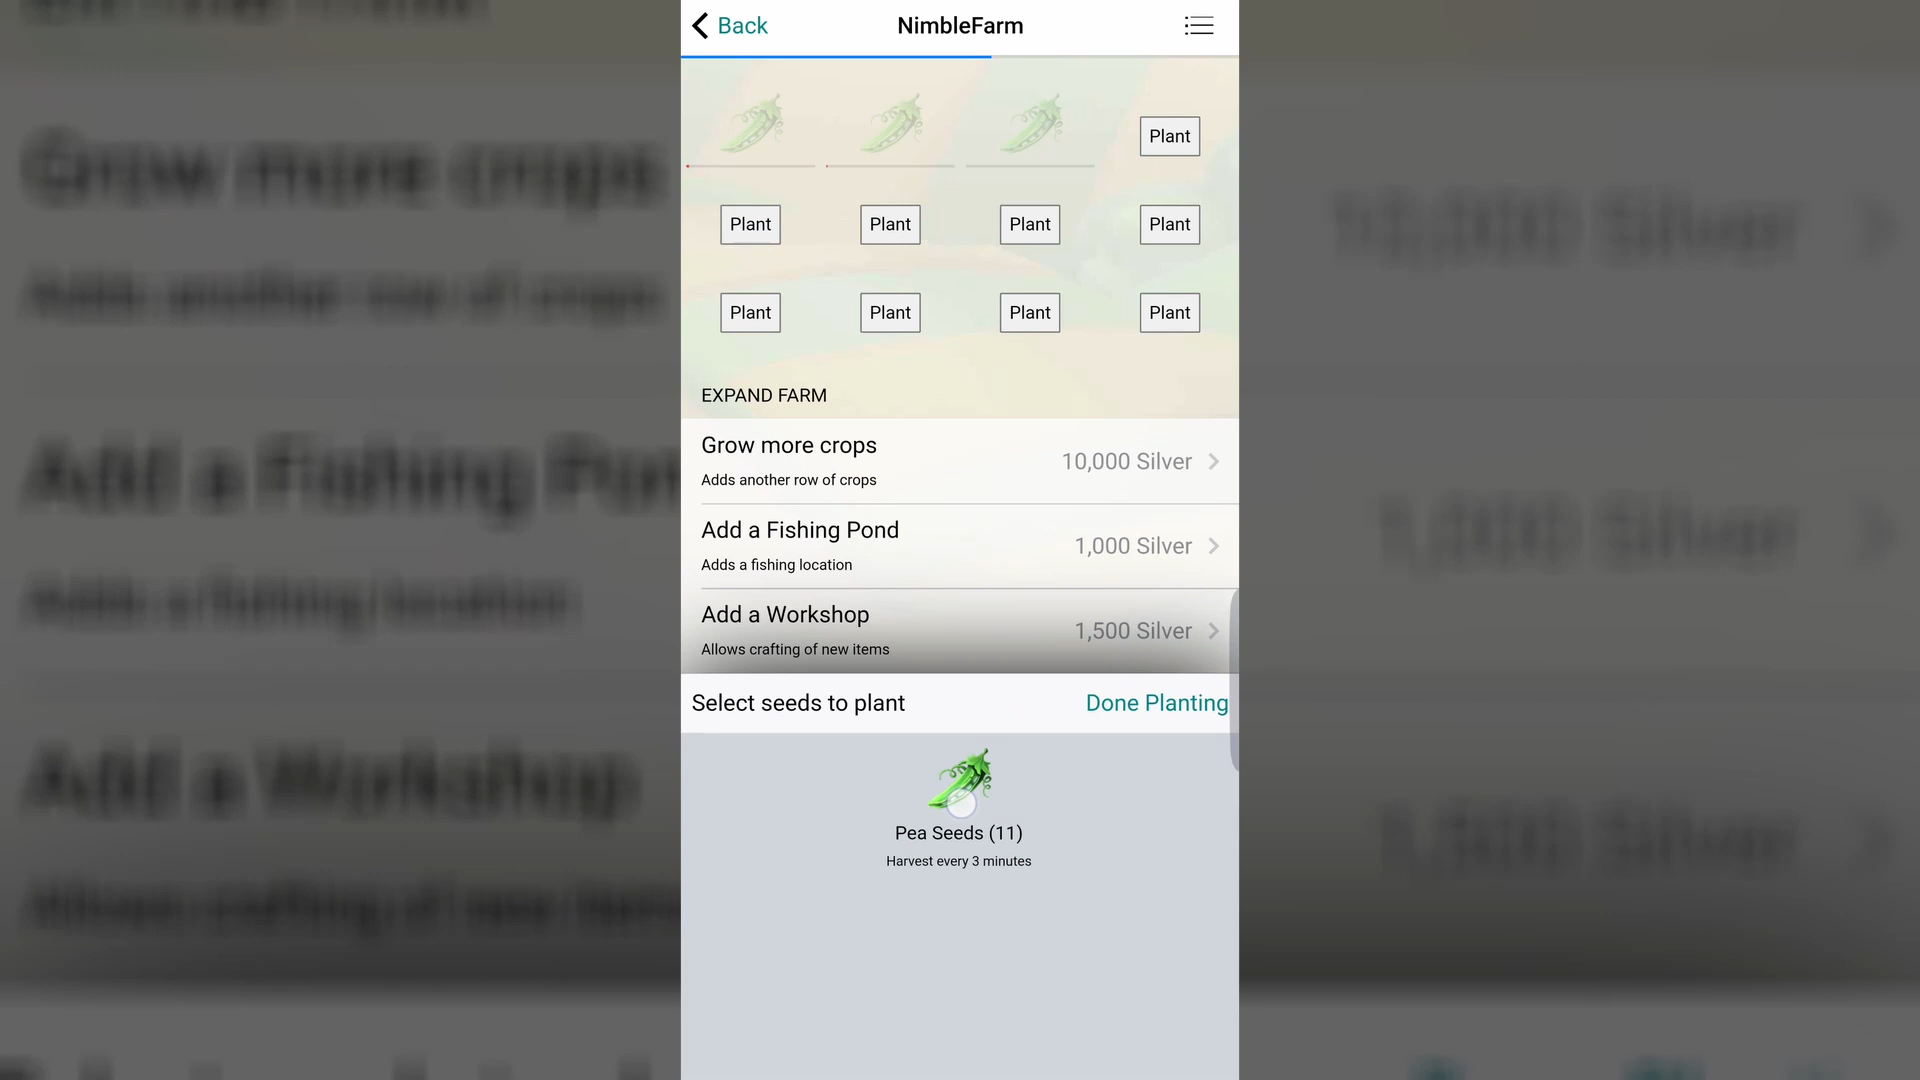 Back NimbleFarm
Plant
Plant Plant Plant Plant
Plant Plant Plant Plant
EXPAND FARM
Grow more crops
10,000 Silver
Adds another row of crops
Add a Fishing Pond
1,000 Silver
Adds a fishing location
Add a Workshop
1,500 Silver
Allows crafting of new items
Select seeds to plant Done Planting
Pea Seeds (11)
Harvest every 3 minutes